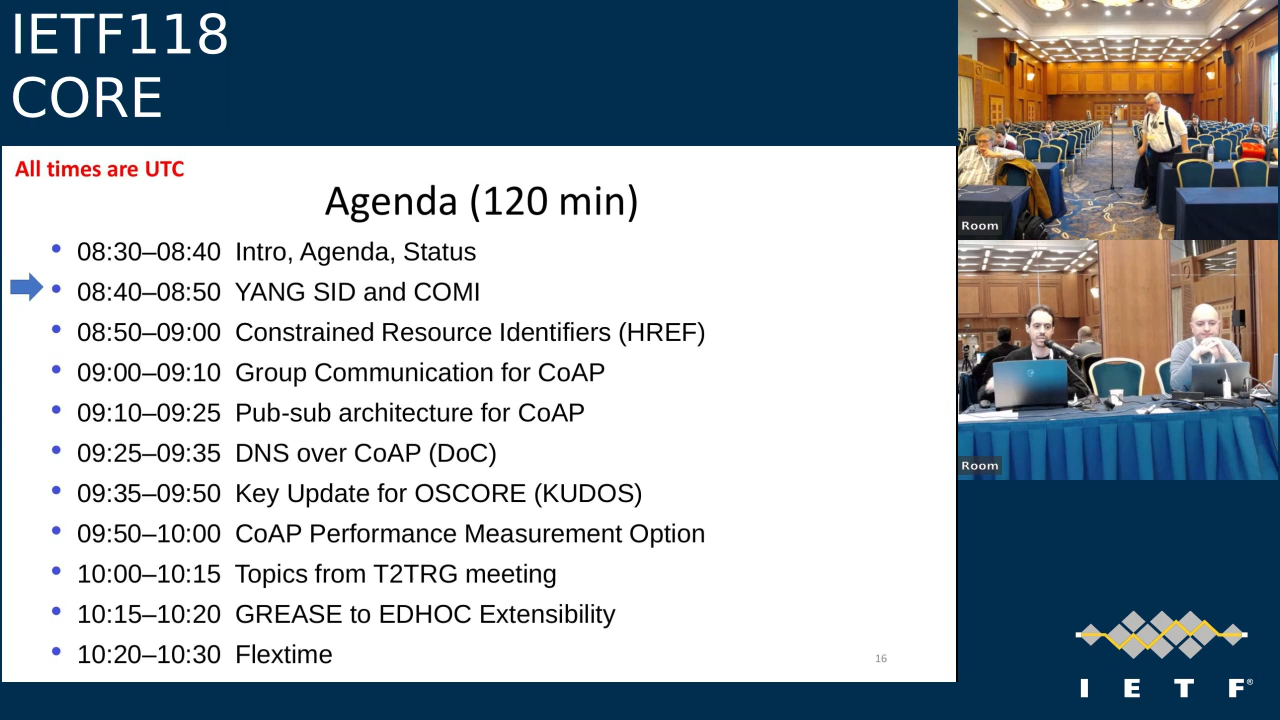 IETF118
CORE
All times are UTC
Agenda (120 min)
• 08:30–08:40 Intro, Agenda, Status
• 08:40–08:50 YANG SID and COMI
• 08:50–09:00 Constrained Resource Identifiers (HREF)
• 09:00–09:10 Group Communication for CoAP
• 09:10–09:25 Pub-sub architecture for CoAP
• 09:25–09:35 DNS over CoAP (DoC)
• 09:35–09:50 Key Update for OSCORE (KUDOS)
• 09:50–10:00 CoAP Performance Measurement Option
• 10:00–10:15 Topics from T2TRG meeting
• 10:15–10:20 GREASE to EDHOC Extensibility
• 10:20–10:30 Flextime
16
Room
Room
I E T F®